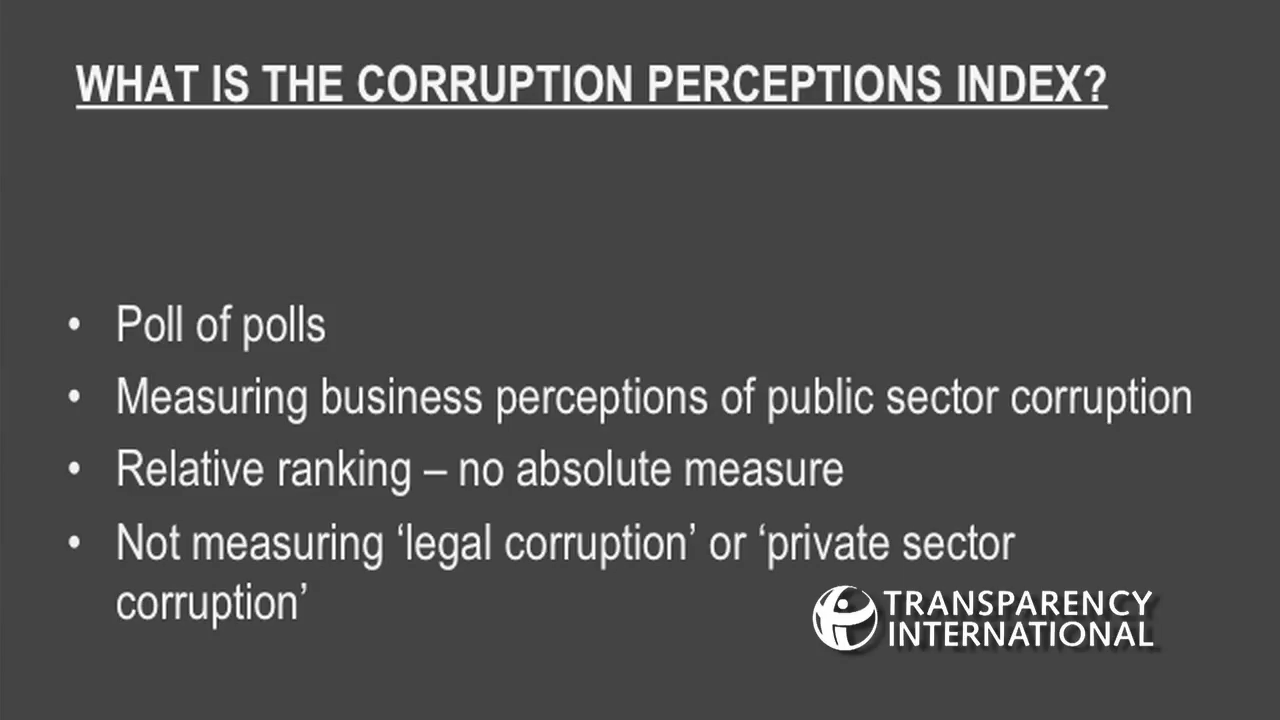 WHAT IS THE CORRUPTION PERCEPTIONS INDEX?
• Poll of polls
• Measuring business perceptions of public sector corruption
• Relative ranking – no absolute measure
• Not measuring ‘legal corruption’ or ‘private sector
corruption’
TRANSPARENCY
INTERNATIONAL